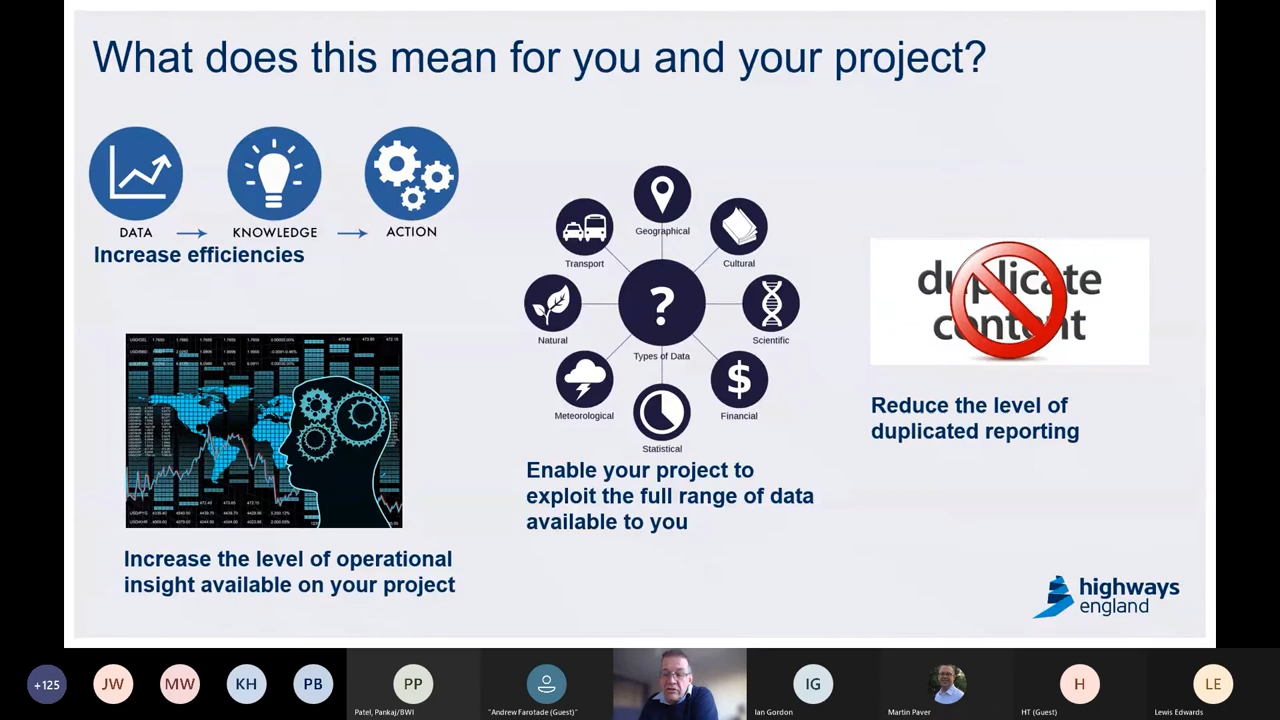 What does this mean for you and your project?
DATA
KNOWLEDGE
ACTION
Increase efficiencies
Increase the level of operational
insight available on your project
Geographical
Transport
Cultural
Natural
?
Types of Data
Scientific
Meteorological
$
Financial
Statistical
Enable your project to
exploit the full range of data
available to you
duplicate
content
Reduce the level of
duplicated reporting
highways
england
+125
JW
MW
KH
PB
PP
Patel, Pankaj/BWI
"Andrew Farotade (Guest)"
IG
Ian Gordon
Martin Paver
H
HT (Guest)
LE
Lewis Edwards